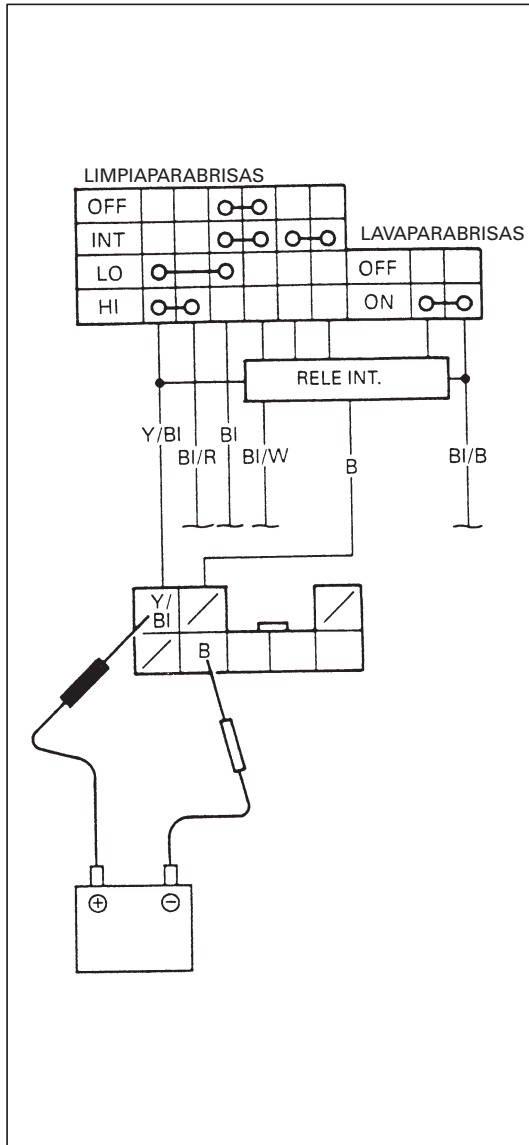 LIMPIAPARABRISAS
OFF
INT
LO
HI
LAVAPARABRISAS
OFF
ON
RELE INT.
Y/BI
BI/R
BI
BI/W
B
BI/B
Y/
BI
B
+
−